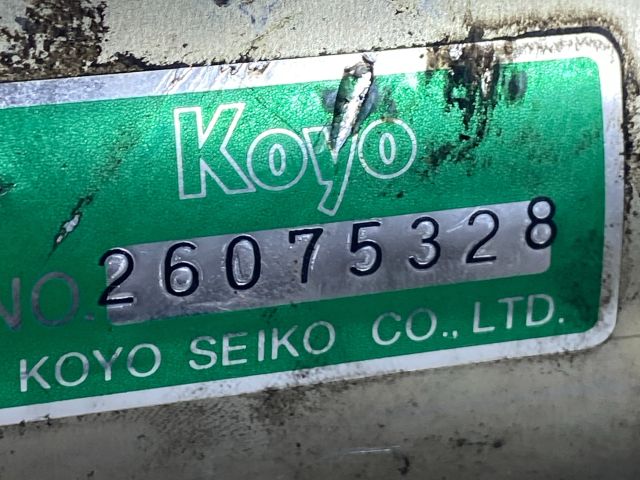 Koyo
NO. 26075328
KOYO SEIKO CO., LTD.